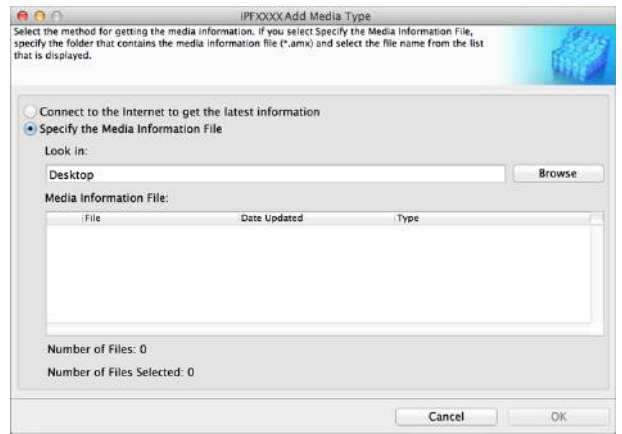 iPFXXXX Add Media Type
Select the method for getting the media information. If you select Specify the Media Information File,
specify the folder that contains the media information file (*.amx) and select the file name from the list
that is displayed.
Connect to the Internet to get the latest information
Specify the Media Information File
Look in:
Desktop
Browse
Media Information File:
File Date Updated Type
Number of Files: 0
Number of Files Selected: 0
Cancel OK